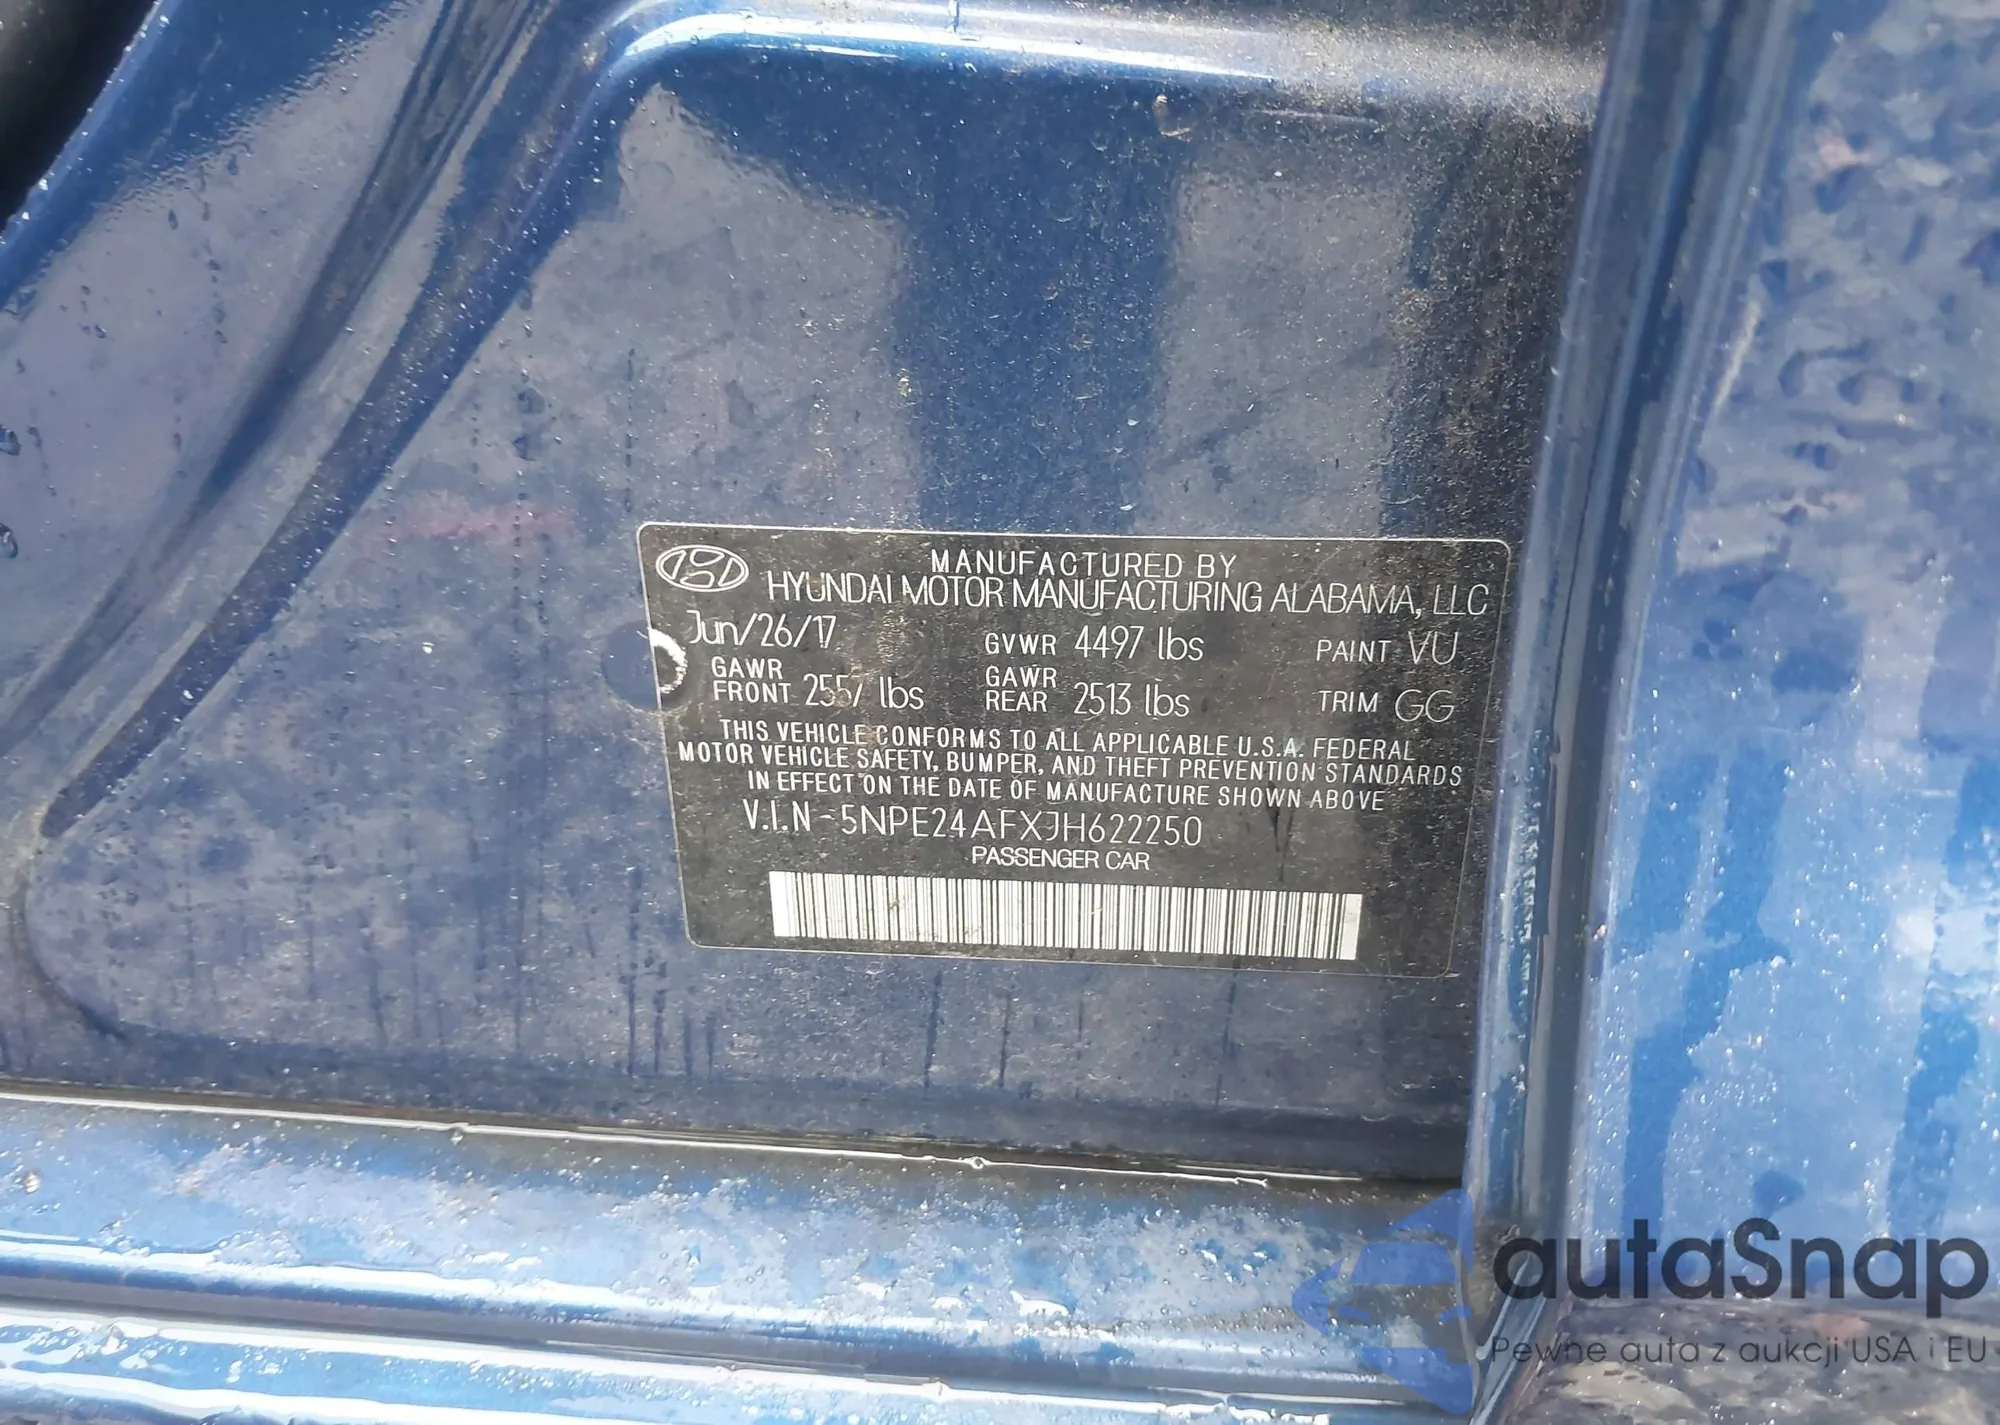 MANUFACTURED BY
HYUNDAI MOTOR MANUFACTURING ALABAMA, LLC
Jun/26/17 GVWR 4497 lbs PAINT VU
GAWR FRONT 2557 lbs GAWR REAR 2513 lbs TRIM GG
THIS VEHICLE CONFORMS TO ALL APPLICABLE U.S.A. FEDERAL
MOTOR VEHICLE SAFETY, BUMPER, AND THEFT PREVENTION STANDARDS
IN EFFECT ON THE DATE OF MANUFACTURE SHOWN ABOVE
V.I.N-5NPE24AFXJH622250
PASSENGER CAR
autaSnap
Pewne auta z aukcji USA i EU